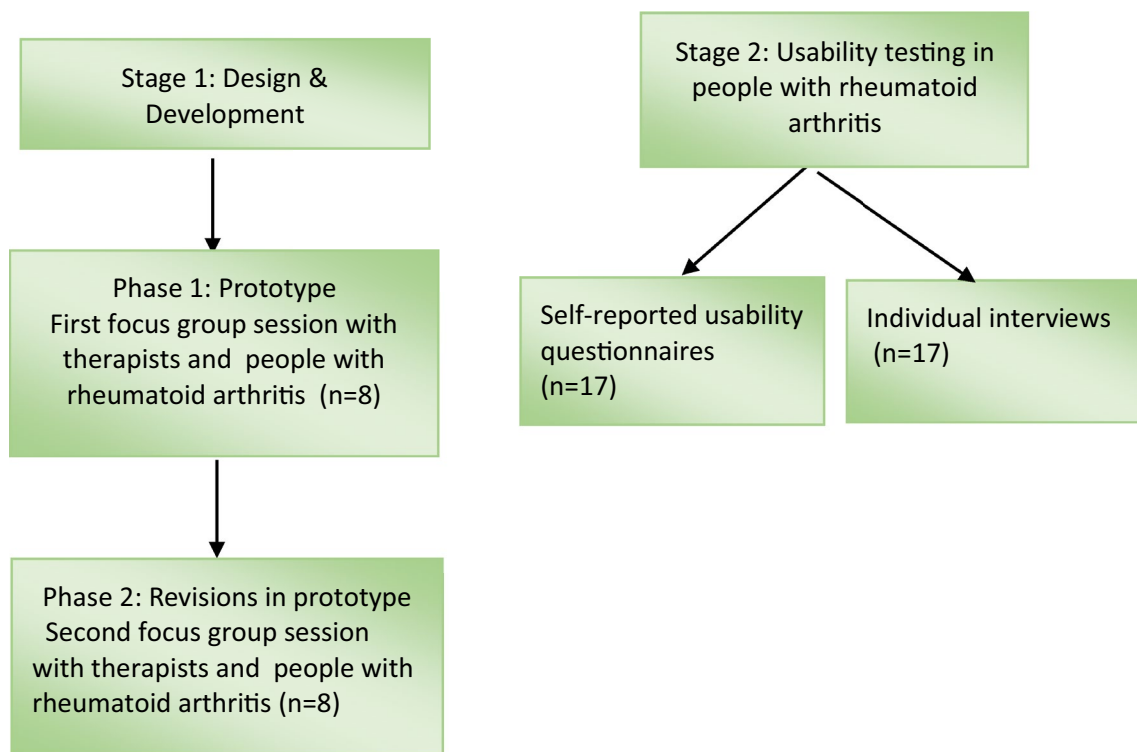 Stage 1: Design &
Development
Phase 1: Prototype
First focus group session with
therapists and people with
rheumatoid arthritis (n=8)
Phase 2: Revisions in prototype
Second focus group session
with therapists and people with
rheumatoid arthritis (n=8)
Stage 2: Usability testing in
people with rheumatoid
arthritis
Self-reported usability
questionnaires
(n=17)
Individual interviews
(n=17)